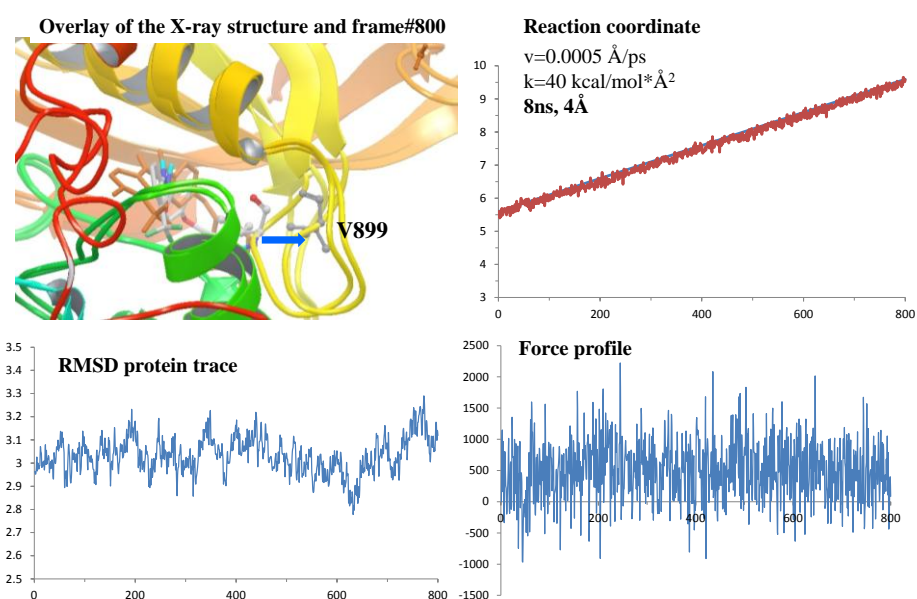 Overlay of the X-ray structure and frame#800
V899
Reaction coordinate
v=0.0005 Å/ps
k=40 kcal/mol*Å²
8ns, 4Å
10
9
8
7
6
5
4
3
0 200 400 600 800
RMSD protein trace
3.5
3.4
3.3
3.2
3.1
3
2.9
2.8
2.7
2.6
2.5
0 200 400 600 800
Force profile
2500
2000
1500
1000
500
0
-500
-1000
-1500
0 200 400 600 800